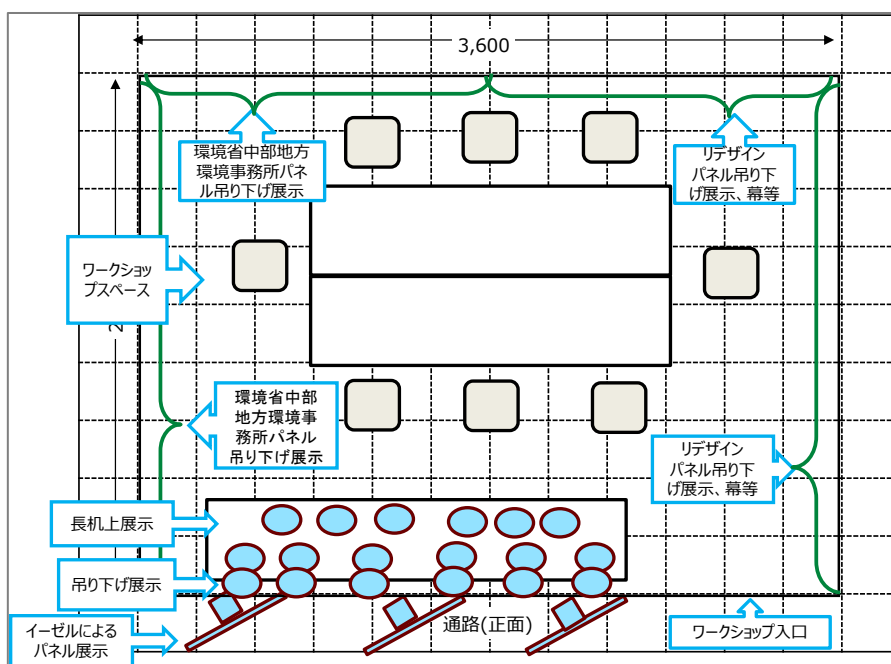 3,600
環境省中部地方
環境事務所パネ
ル吊り下げ展示
リデザイン
パネル吊り下
げ展示、幕等
ワークショッ
プスペース
2
環境省中部
地方環境事
務所パネル
吊り下げ展示
リデザイン
パネル吊り下
げ展示、幕等
長机上展示
吊り下げ展示
イーゼルによる
パネル展示
通路(正面)
ワークショップ入口